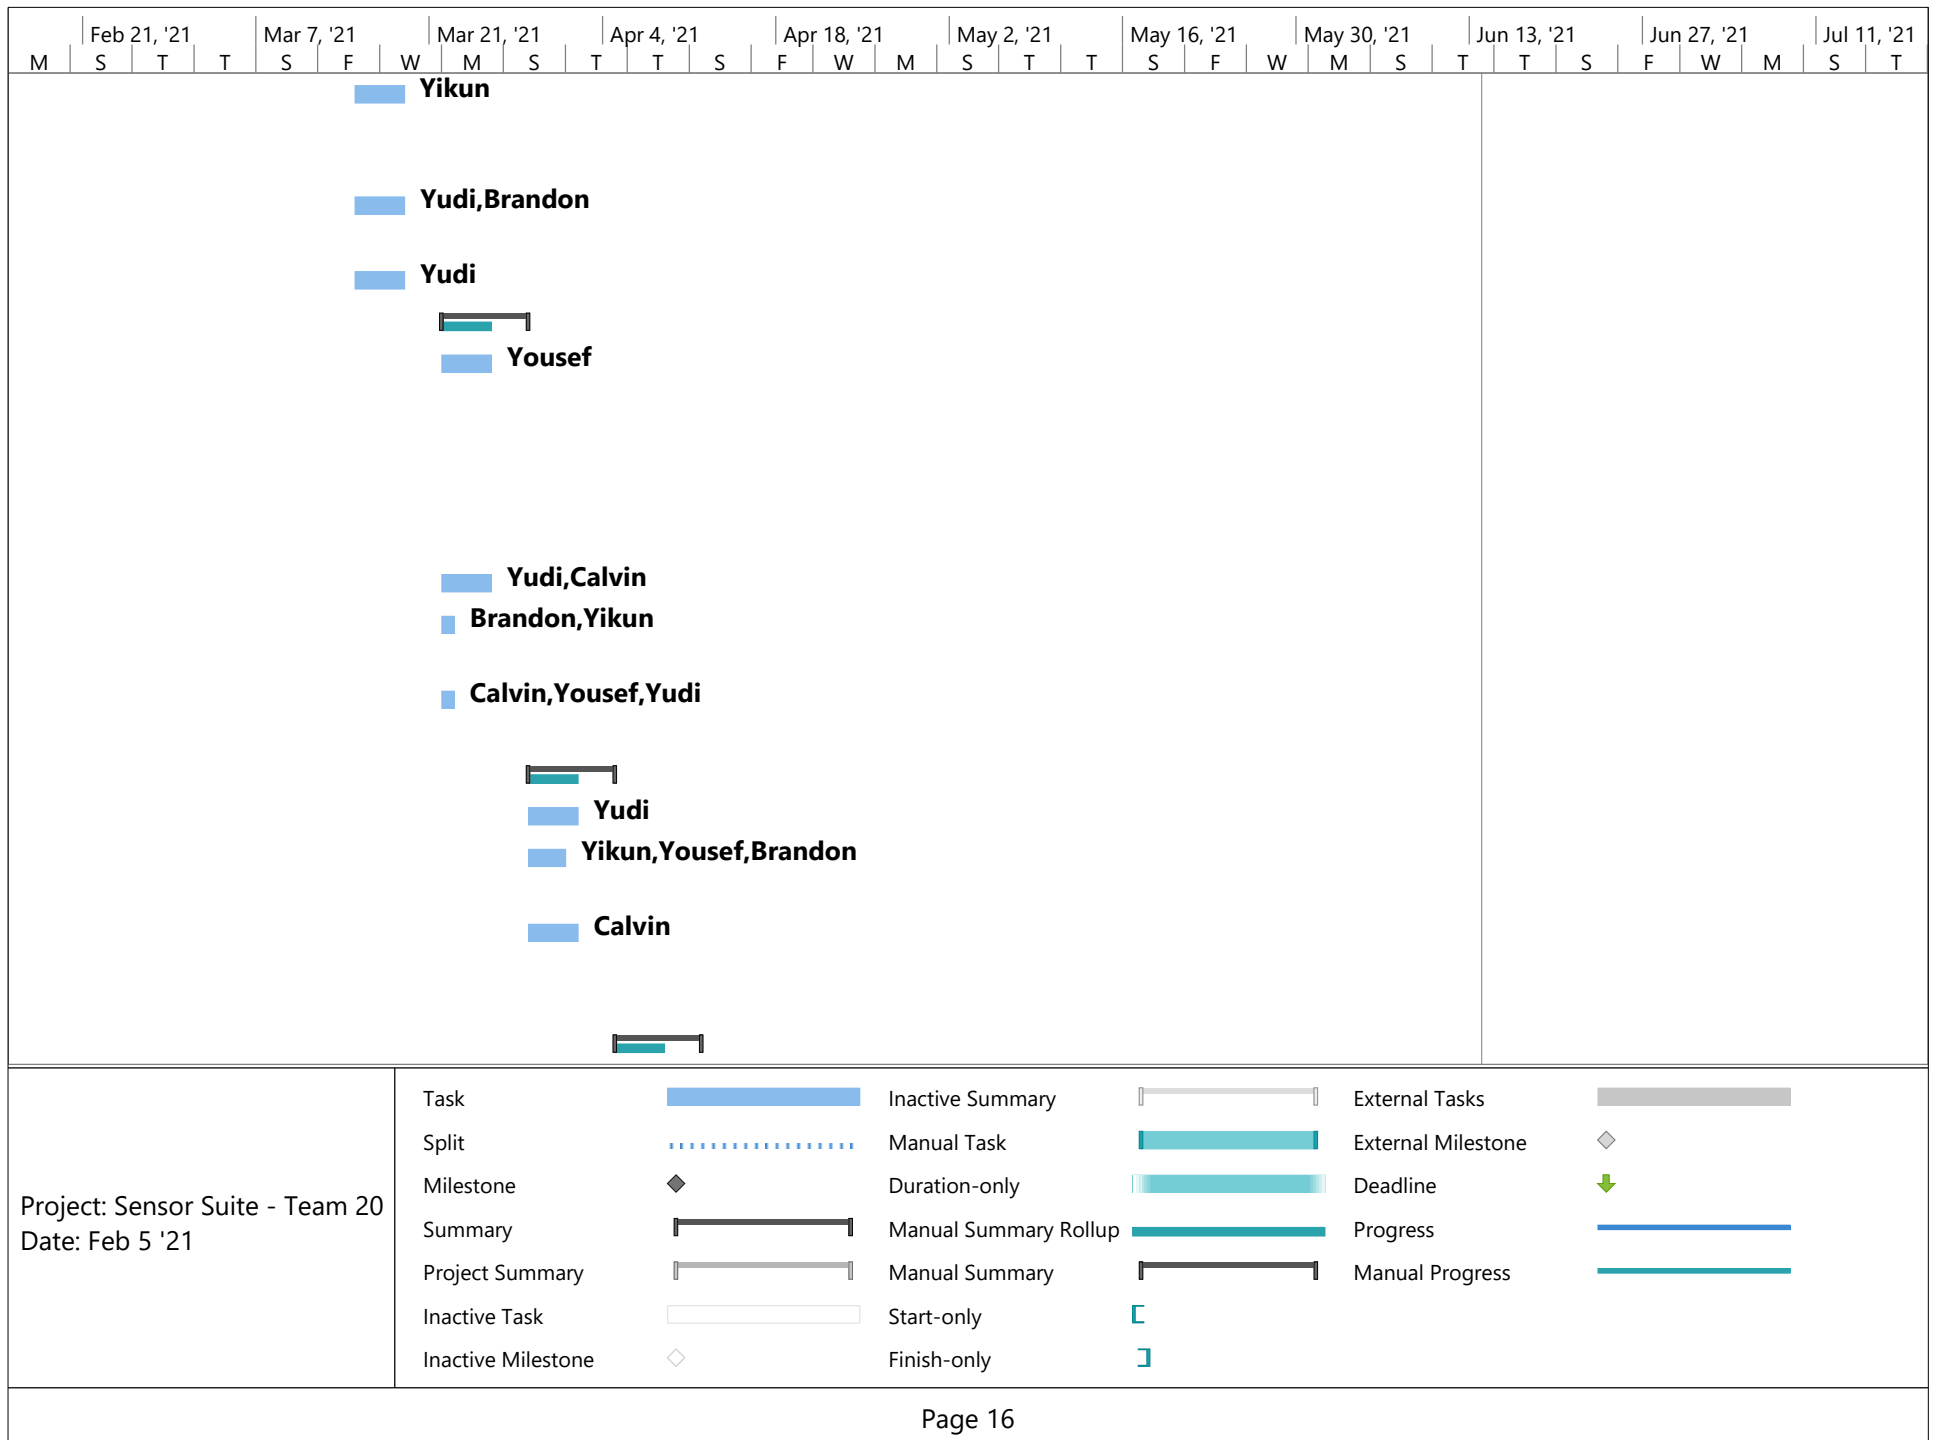 Feb 21, '21 Mar 7, '21 Mar 21, '21 Apr 4, '21 Apr 18, '21 May 2, '21 May 16, '21 May 30, '21 Jun 13, '21 Jun 27, '21 Jul 11, '21
M S T T S F W M S T T S F W M S T T S F W M S T T S F W M S T
Yikun
Yudi,Brandon
Yudi
Yousef
Yudi,Calvin
Brandon,Yikun
Calvin,Yousef,Yudi
Yudi
Yikun,Yousef,Brandon
Calvin
Project: Sensor Suite - Team 20
Date: Feb 5 '21
Task
Split
Milestone
Summary
Project Summary
Inactive Task
Inactive Milestone
Inactive Summary
Manual Task
Duration-only
Manual Summary Rollup
Manual Summary
Start-only
Finish-only
External Tasks
External Milestone
Deadline
Progress
Manual Progress
Page 16